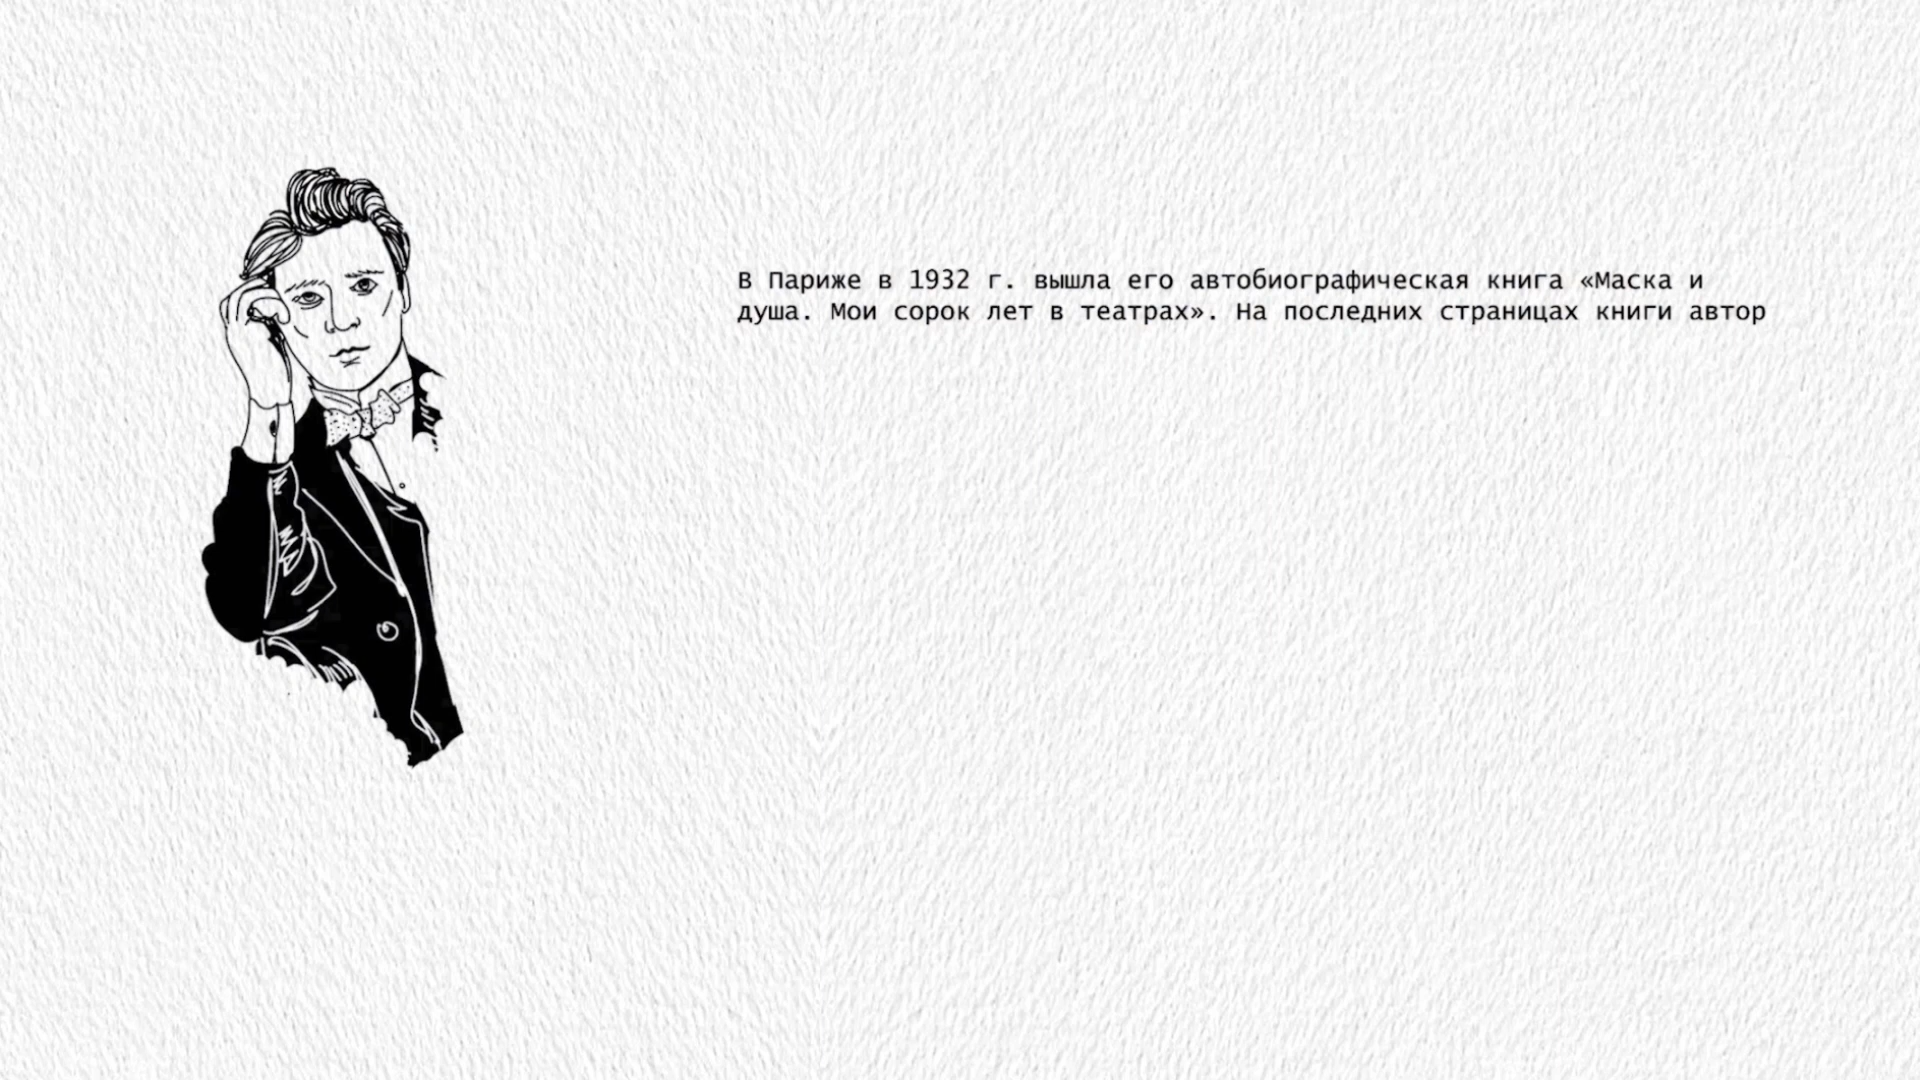 В Париже в 1932 г. вышла его автобиографическая книга «Маска и
душа. Мои сорок лет в театрах». На последних страницах книги автор